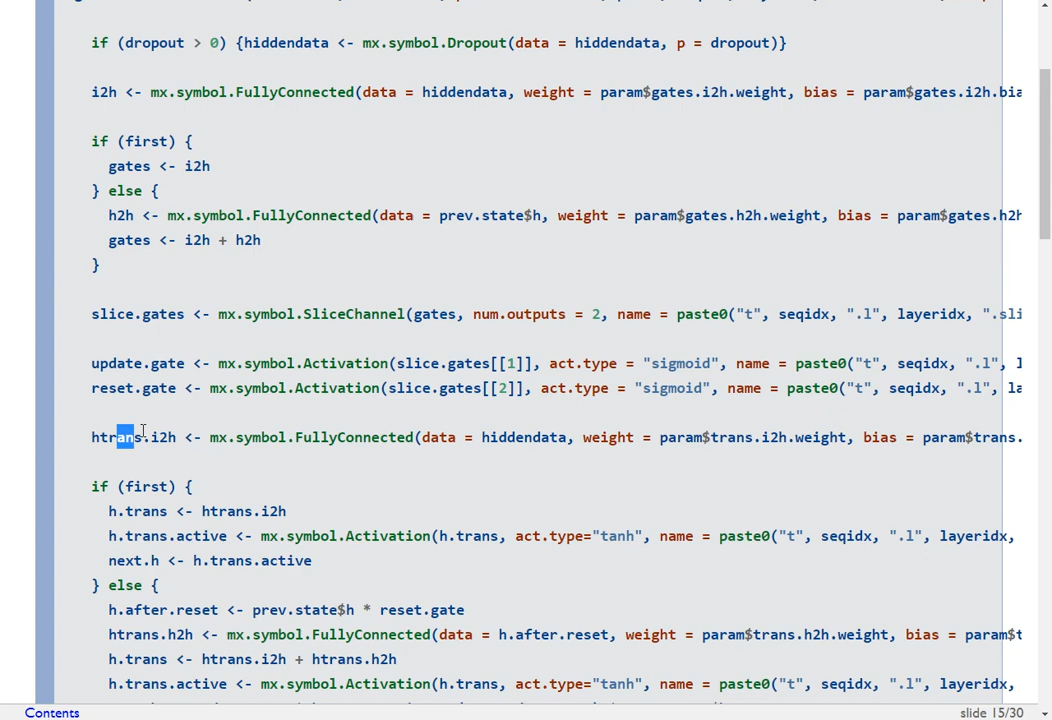 if (dropout > 0) {hiddendata <- mx.symbol.Dropout(data = hiddendata, p = dropout)}
i2h <- mx.symbol.FullyConnected(data = hiddendata, weight = param$gates.i2h.weight, bias = param$gates.i2h.bia
if (first) {
gates <- i2h
} else {
h2h <- mx.symbol.FullyConnected(data = prev.state$h, weight = param$gates.h2h.weight, bias = param$gates.h2h
gates <- i2h + h2h
}
slice.gates <- mx.symbol.SliceChannel(gates, num.outputs = 2, name = paste0("t", seqidx, ".l", layeridx, ".sli
update.gate <- mx.symbol.Activation(slice.gates[[1]], act.type = "sigmoid", name = paste0("t", seqidx, ".l", l
reset.gate <- mx.symbol.Activation(slice.gates[[2]], act.type = "sigmoid", name = paste0("t", seqidx, ".l", la
htrans.i2h <- mx.symbol.FullyConnected(data = hiddendata, weight = param$trans.i2h.weight, bias = param$trans.
if (first) {
h.trans <- htrans.i2h
h.trans.active <- mx.symbol.Activation(h.trans, act.type="tanh", name = paste0("t", seqidx, ".l", layeridx,
next.h <- h.trans.active
} else {
h.after.reset <- prev.state$h * reset.gate
htrans.h2h <- mx.symbol.FullyConnected(data = h.after.reset, weight = param$trans.h2h.weight, bias = param$t
h.trans <- htrans.i2h + htrans.h2h
h.trans.active <- mx.symbol.Activation(h.trans, act.type="tanh", name = paste0("t", seqidx, ".l", layeridx,
Contents
slide 15/30